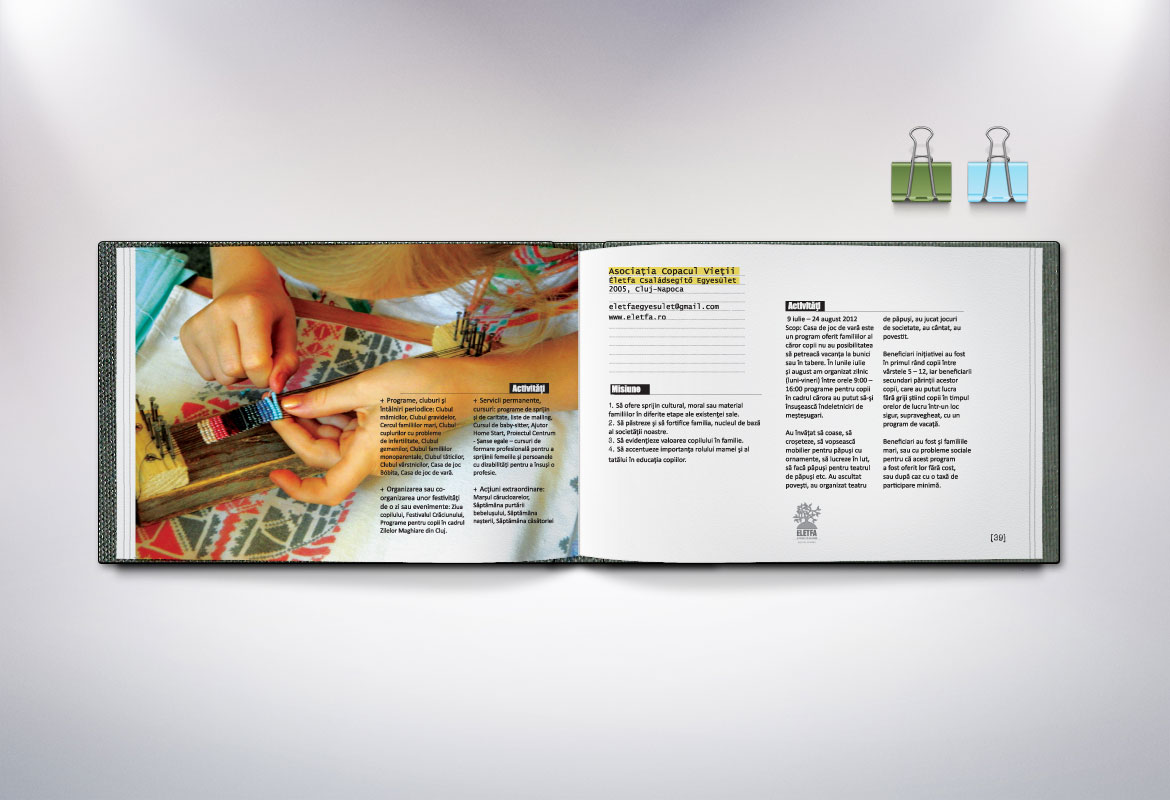 Activități
+ Programe, cluburi și
întâlniri periodice: Clubul
mămicilor, Clubul gravidelor,
Cercul familiilor mari, Clubul
cuplurilor cu probleme
de infertilitate, Clubul
gemenilor, Clubul familiilor
monoparentale, Clubul tăticilor,
Clubul vârstnicilor, Casa de joc
Bóbita, Casa de joc de vară.
+ Organizarea sau co-
organizarea unor festivități
de o zi sau evenimente: Ziua
copilului, Festivalul Crăciunului,
Programe pentru copii în cadrul
Zilelor Maghiare din Cluj.
+ Servicii permanente,
cursuri: programe de sprijin
și de caritate, liste de mailing,
Cursul de baby-sitter, Ajutor
Home Start, Proiectul Centrum
- Șanse egale – cursuri de
formare profesională pentru a
sprijini femeile și persoanele
cu disabilități pentru a însuși o
profesie.
+ Acțiuni extraordinare:
Marșul cărucioarelor,
Săptămâna purtării
bebelușului, Săptămâna
nașterii, Săptămâna căsătoriei
Asociația Copacul Vieții
Életfa Családsegítő Egyesület
2005, Cluj-Napoca
eletfaegyesulet@gmail.com
www.eletfa.ro
Misiune
1. Să ofere sprijin cultural, moral sau material
familiilor în diferite etape ale existenței sale.
2. Să păstreze și să fortifice familia, nucleul de bază
al societății noastre.
3. Să evidențieze valoarea copilului în familie.
4. Să accentueze importanța rolului mamei și al
tatălui în educația copiilor.
Activități
9 iulie – 24 august 2012
Scop: Casa de joc de vară este
un program oferit familiilor al
căror copii nu au posibilitatea
să petreacă vacanța la bunici
sau în tabere. În lunile iulie
și august am organizat zilnic
(luni-vineri) între orele 9:00 –
16:00 programe pentru copii
în cadrul cărora au putut să-și
însușească îndeletniciri de
meșteșugari.
Au învățat să coase, să
croșeteze, să vopsească
mobilier pentru păpuși cu
ornamente, să lucreze în lut,
să facă păpuși pentru teatrul
de păpuși etc. Au ascultat
povești, au organizat teatru
de păpuși, au jucat jocuri
de societate, au cântat, au
povestit.
Beneficiari inițiativei au fost
în primul rând copii între
vârstele 5 – 12, iar beneficiarii
secundari părinții acestor
copii, care au putut lucra
fără griji știind copii în timpul
orelor de lucru într-un loc
sigur, supravegheat, cu un
program de vacață.
Beneficiari au fost și familiile
mari, sau cu probleme sociale
pentru că acest program
a fost oferit lor fără cost,
sau după caz cu o taxă de
participare minimă.
ELETFA
[39]